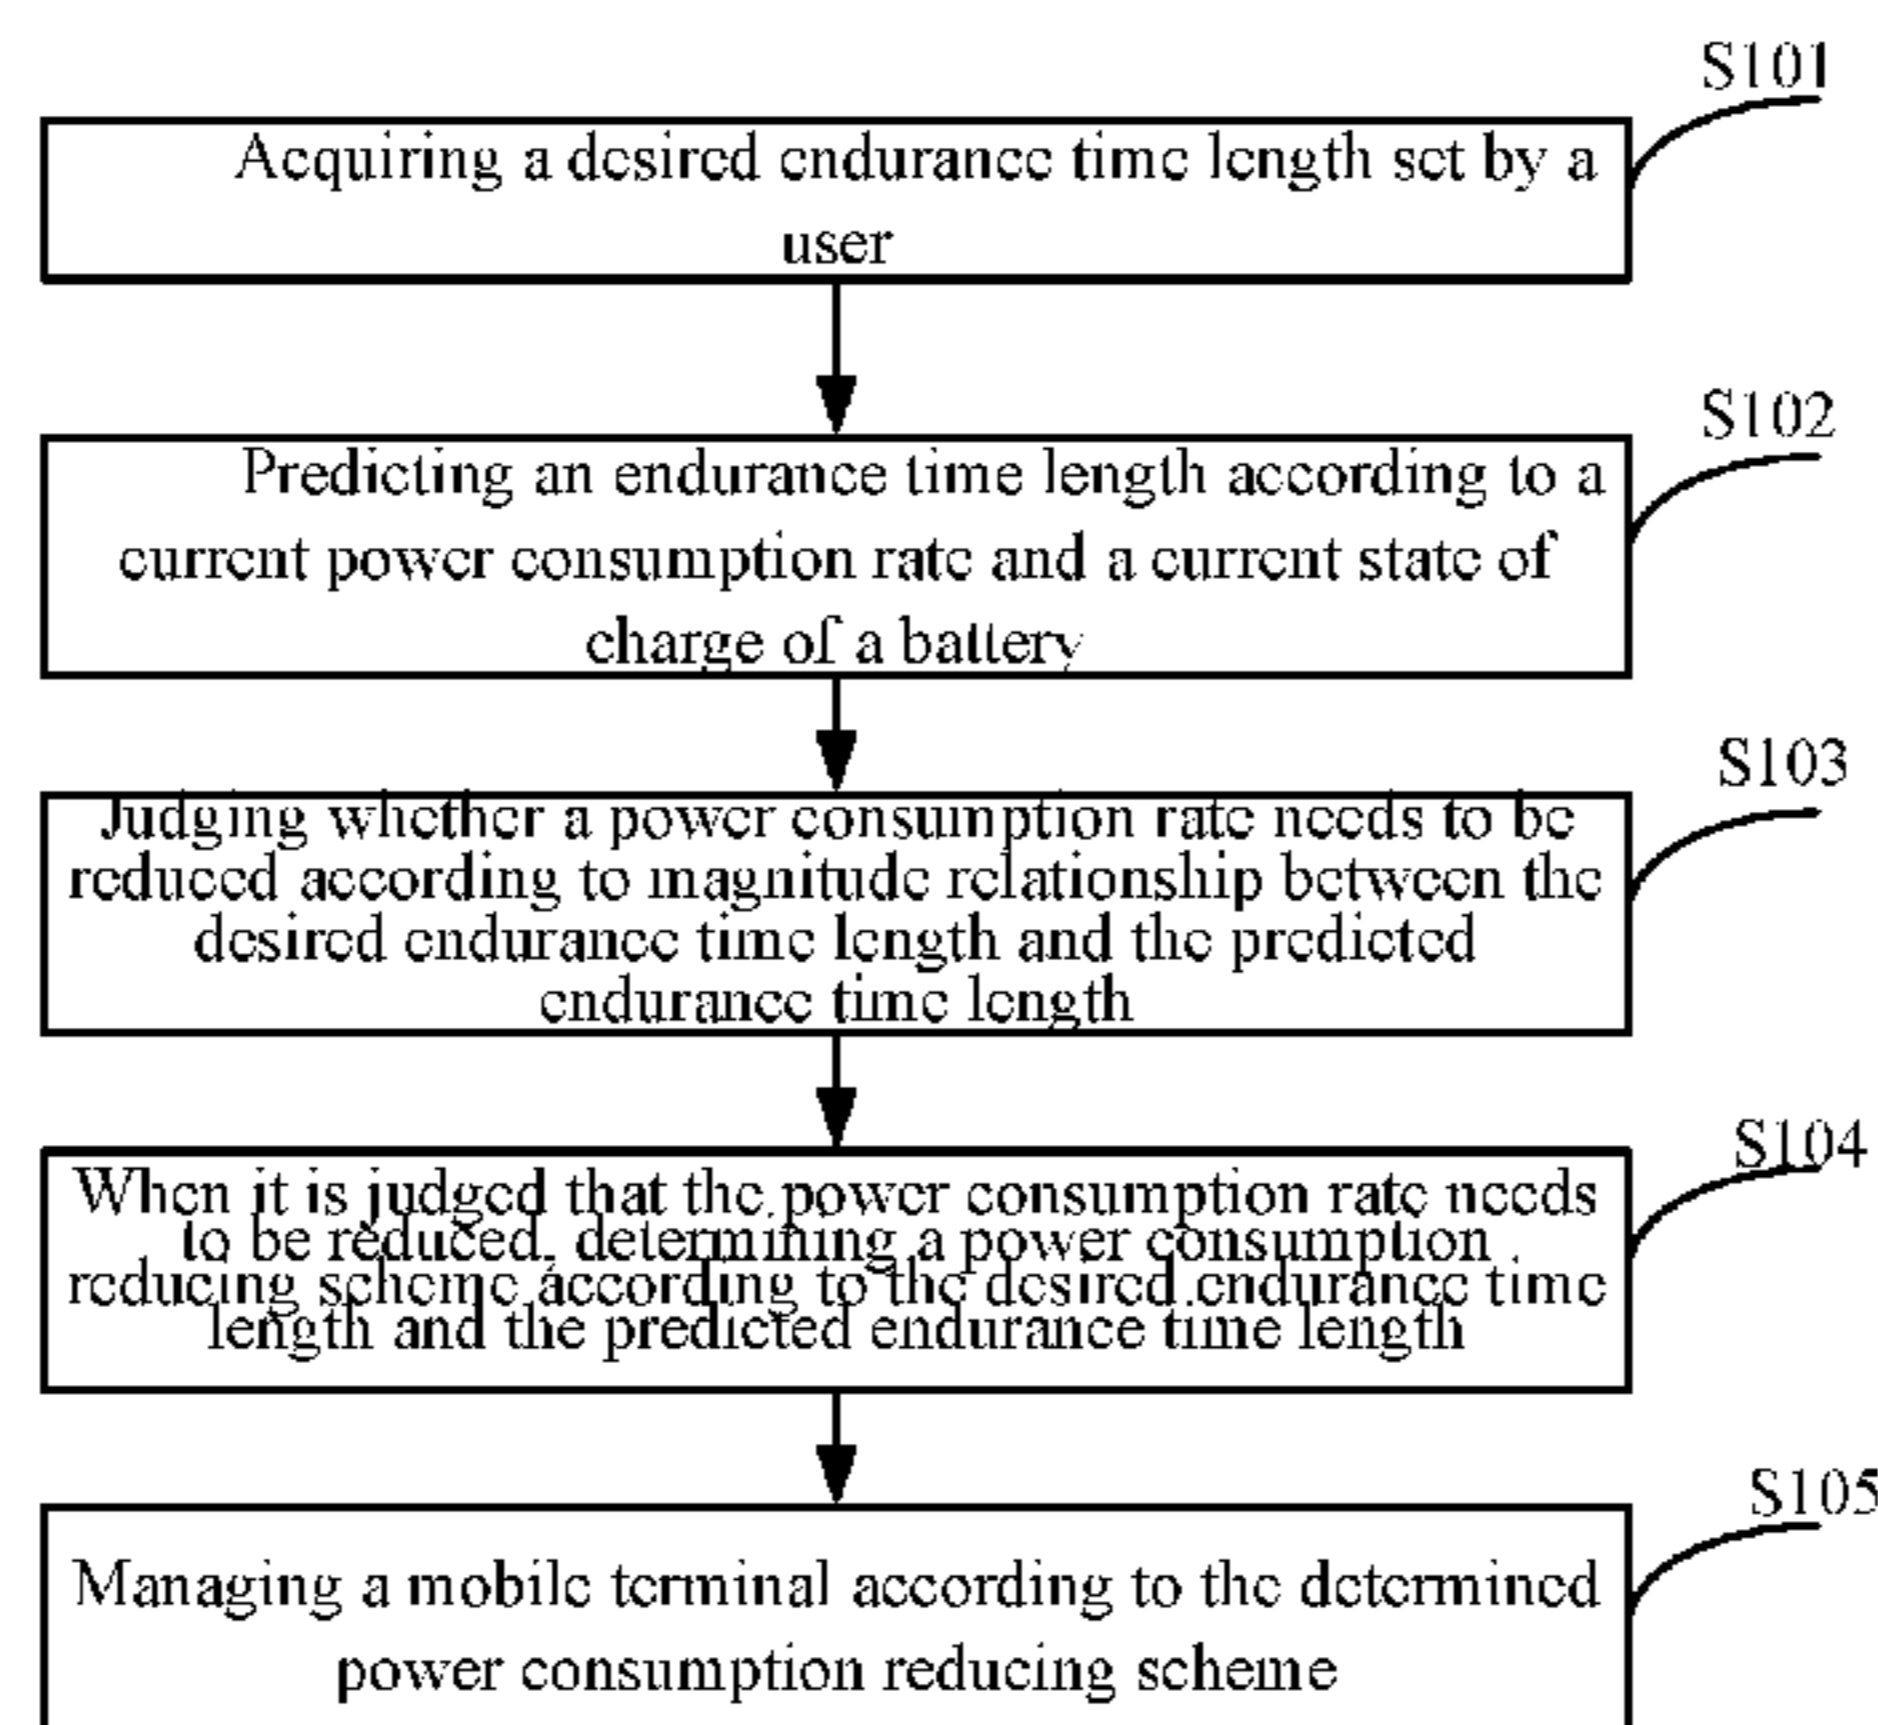 S101
Acquiring a desired endurance time length set by a
user
S102
Predicting an endurance time length according to a
current power consumption rate and a current state of
charge of a battery
S103
Judging whether a power consumption rate needs to be
reduced according to magnitude relationship between the
desired endurance time length and the predicted
endurance time length
S104
When it is judged that the power consumption rate needs
to be reduced, determining a power consumption
reducing scheme according to the desired endurance time
length and the predicted endurance time length
S105
Managing a mobile terminal according to the determined
power consumption reducing scheme